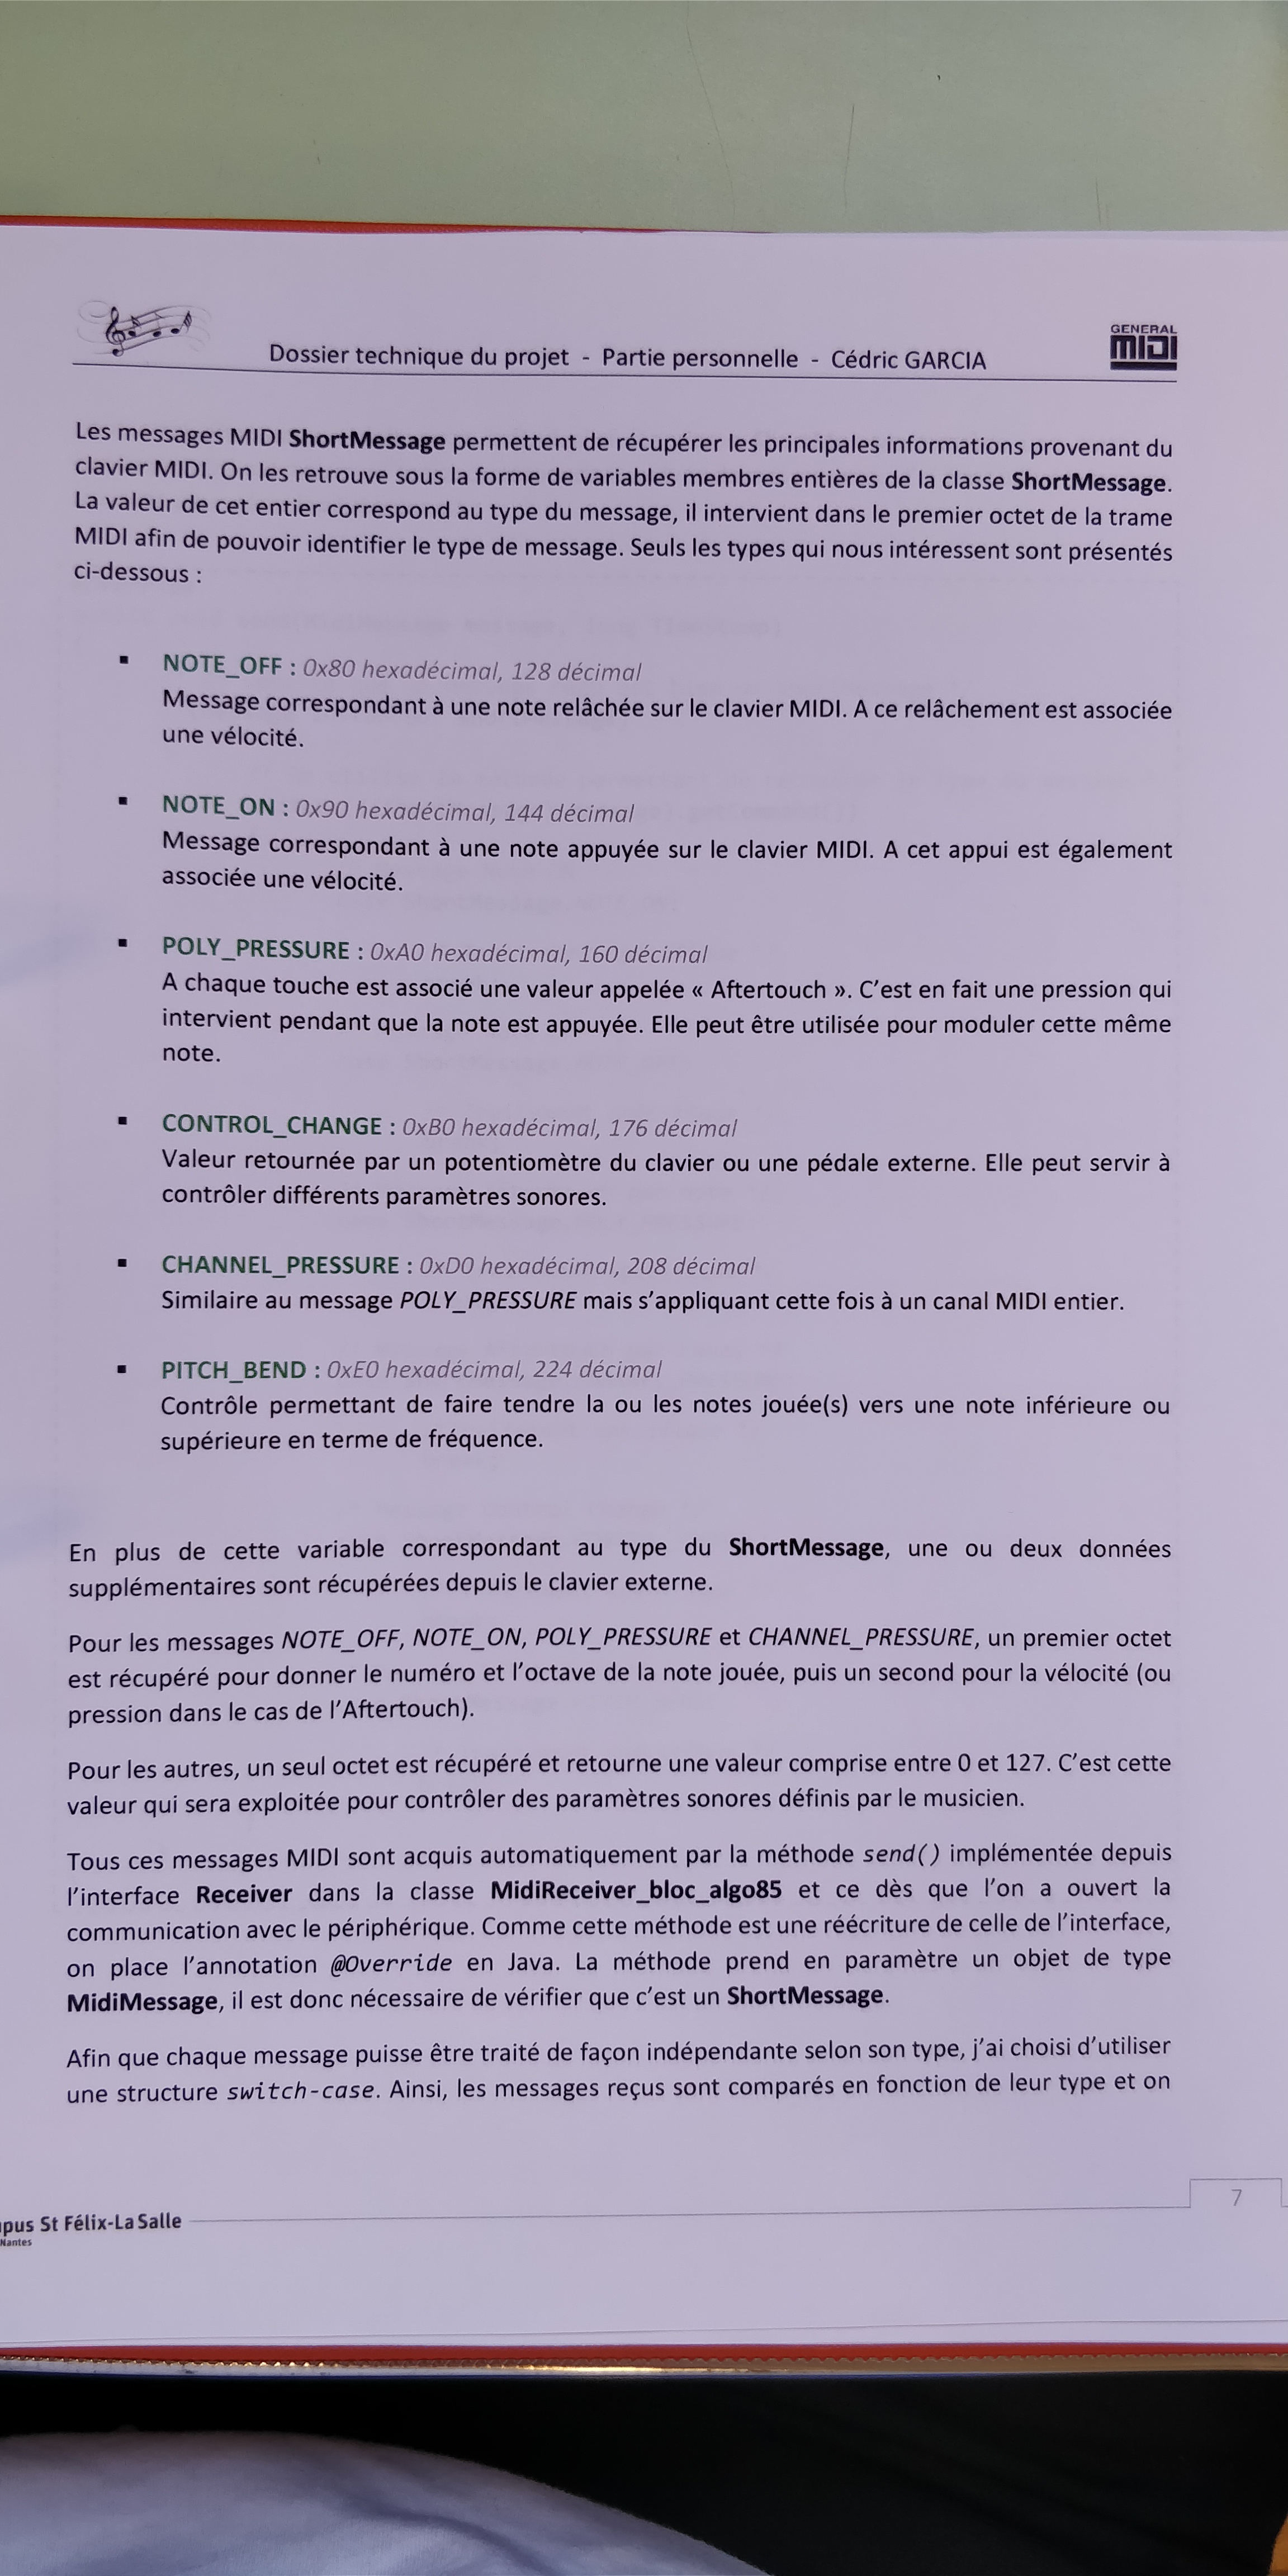 Dossier technique du projet - Partie personnelle - Cédric GARCIA
GENERAL
MIDI
Les messages MIDI ShortMessage permettent de récupérer les principales informations provenant du
clavier MIDI. On les retrouve sous la forme de variables membres entières de la classe ShortMessage.
La valeur de cet entier correspond au type du message, il intervient dans le premier octet de la trame
MIDI afin de pouvoir identifier le type de message. Seuls les types qui nous intéressent sont présentés
ci-dessous :
▪ NOTE_OFF : 0x80 hexadécimal, 128 décimal
Message correspondant à une note relâchée sur le clavier MIDI. A ce relâchement est associée
une vélocité.
▪ NOTE_ON : 0x90 hexadécimal, 144 décimal
Message correspondant à une note appuyée sur le clavier MIDI. A cet appui est également
associée une vélocité.
▪ POLY_PRESSURE : 0xA0 hexadécimal, 160 décimal
A chaque touche est associé une valeur appelée « Aftertouch ». C'est en fait une pression qui
intervient pendant que la note est appuyée. Elle peut être utilisée pour moduler cette même
note.
▪ CONTROL_CHANGE : 0xB0 hexadécimal, 176 décimal
Valeur retournée par un potentiomètre du clavier ou une pédale externe. Elle peut servir à
contrôler différents paramètres sonores.
▪ CHANNEL_PRESSURE : 0xD0 hexadécimal, 208 décimal
Similaire au message POLY_PRESSURE mais s'appliquant cette fois à un canal MIDI entier.
▪ PITCH_BEND : 0xE0 hexadécimal, 224 décimal
Contrôle permettant de faire tendre la ou les notes jouée(s) vers une note inférieure ou
supérieure en terme de fréquence.
En plus de cette variable correspondant au type du ShortMessage, une ou deux données
supplémentaires sont récupérées depuis le clavier externe.
Pour les messages NOTE_OFF, NOTE_ON, POLY_PRESSURE et CHANNEL_PRESSURE, un premier octet
est récupéré pour donner le numéro et l'octave de la note jouée, puis un second pour la vélocité (ou
pression dans le cas de l'Aftertouch).
Pour les autres, un seul octet est récupéré et retourne une valeur comprise entre 0 et 127. C'est cette
valeur qui sera exploitée pour contrôler des paramètres sonores définis par le musicien.
Tous ces messages MIDI sont acquis automatiquement par la méthode send() implémentée depuis
l'interface Receiver dans la classe MidiReceiver_bloc_algo85 et ce dès que l'on a ouvert la
communication avec le périphérique. Comme cette méthode est une réécriture de celle de l'interface,
on place l'annotation @Override en Java. La méthode prend en paramètre un objet de type
MidiMessage, il est donc nécessaire de vérifier que c'est un ShortMessage.
Afin que chaque message puisse être traité de façon indépendante selon son type, j'ai choisi d'utiliser
une structure switch-case. Ainsi, les messages reçus sont comparés en fonction de leur type et on
7
pus St Félix-La Salle
Nantes